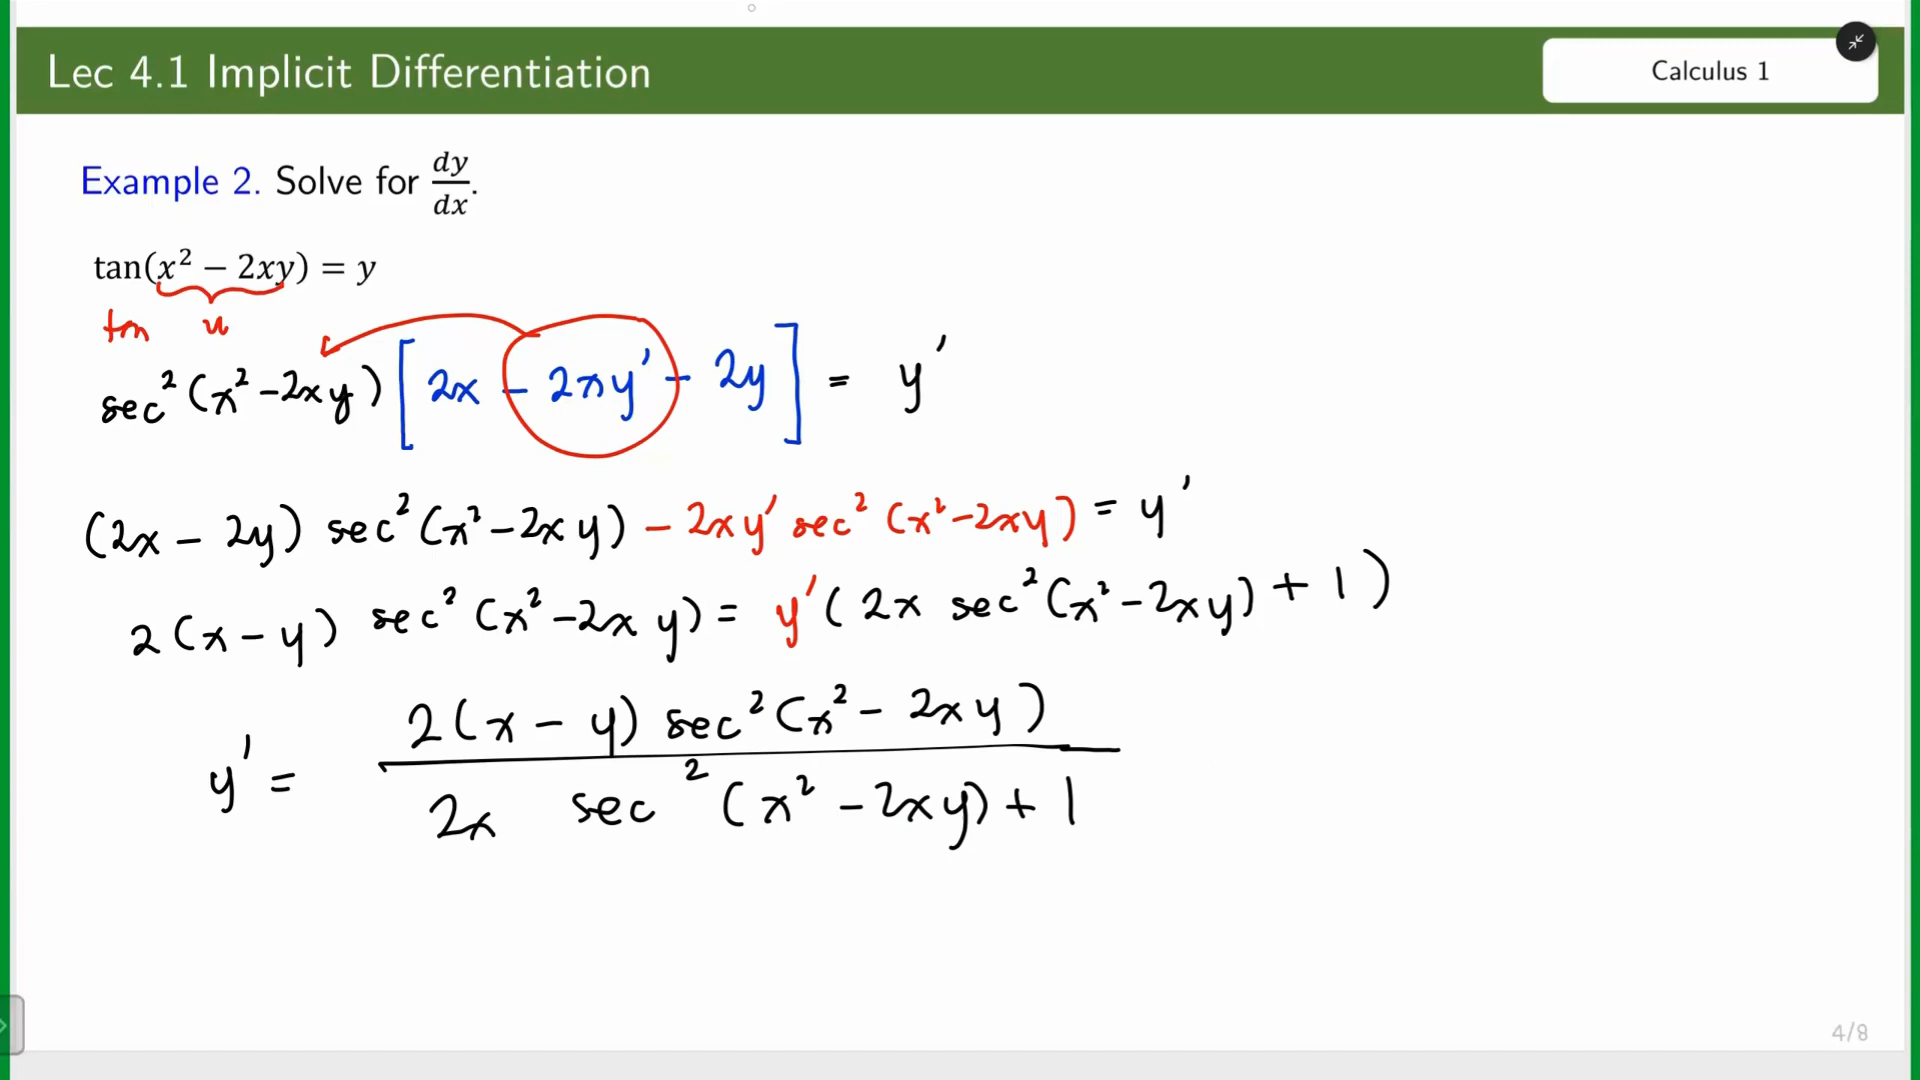 Lec 4.1 Implicit Differentiation
Calculus 1
Example 2. Solve for dy/dx.
tan(x² − 2xy) = y
tan u
sec²(x² − 2xy)[2x − 2xy' − 2y] = y'
(2x − 2y) sec²(x² − 2xy) − 2xy' sec²(x² − 2xy) = y'
2(x − y) sec²(x² − 2xy) = y'(2x sec²(x² − 2xy) + 1)
y' = 2(x − y) sec²(x² − 2xy) / 2x sec²(x² − 2xy) + 1
4/8